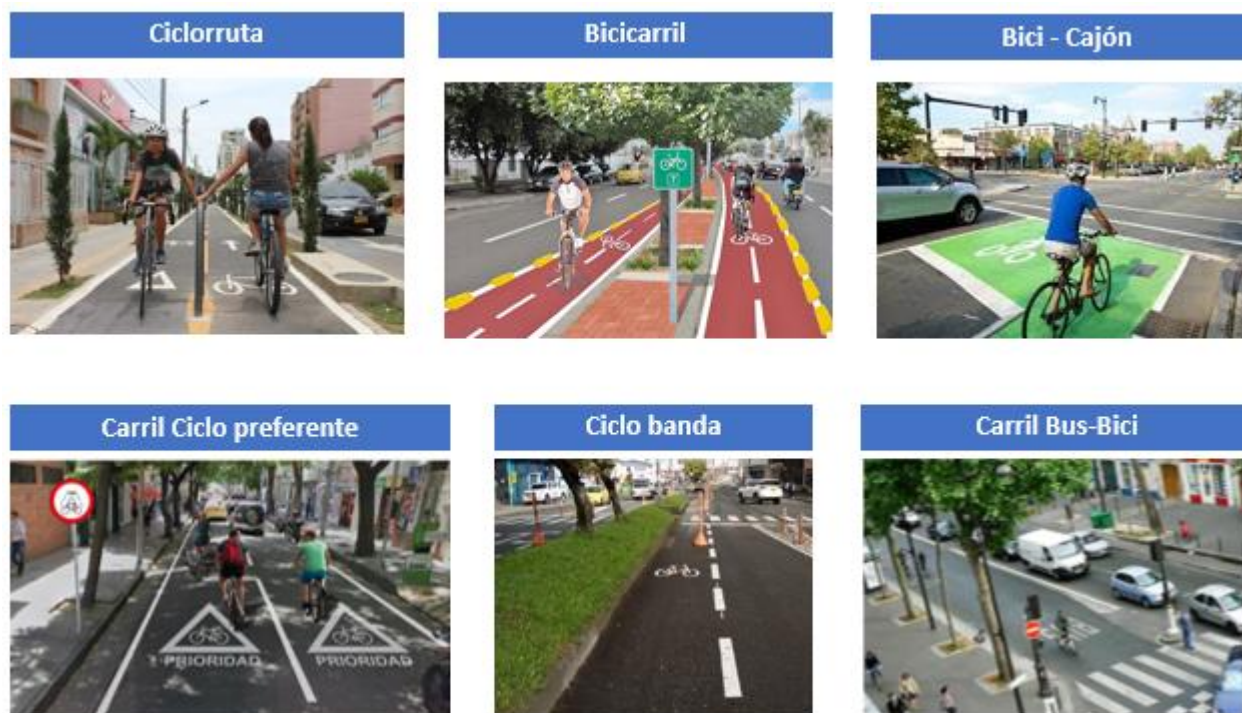 Ciclorruta
Bicicarril
Bici - Cajón
Carril Ciclo preferente
Ciclo banda
Carril Bus-Bici
PRIORIDAD
PRIORIDAD